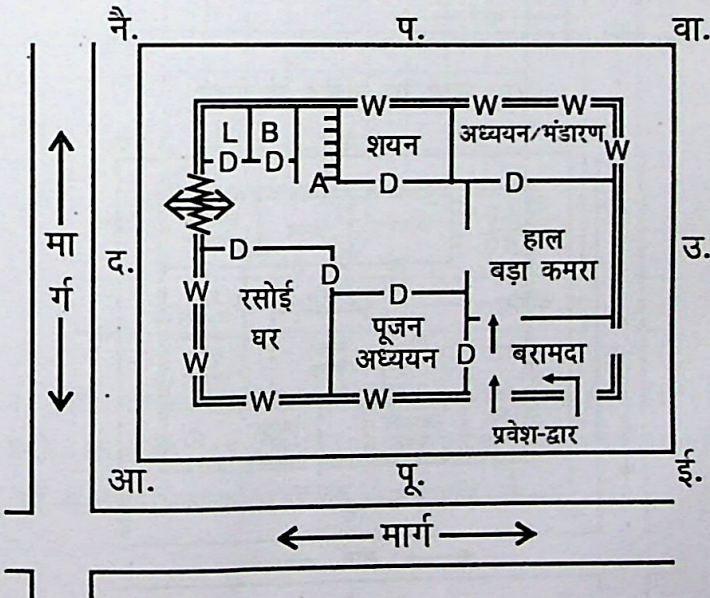 नै. प. वा.
W W W
L B शयन अध्ययन/भंडारण W
D D
A D D
मा
र्ग
द. हाल उ.
बड़ा कमरा
D D
W रसोई D
घर पूजन
अध्ययन D बरामदा
W
W W
प्रवेश-द्वार
आ. पू. ई.
मार्ग